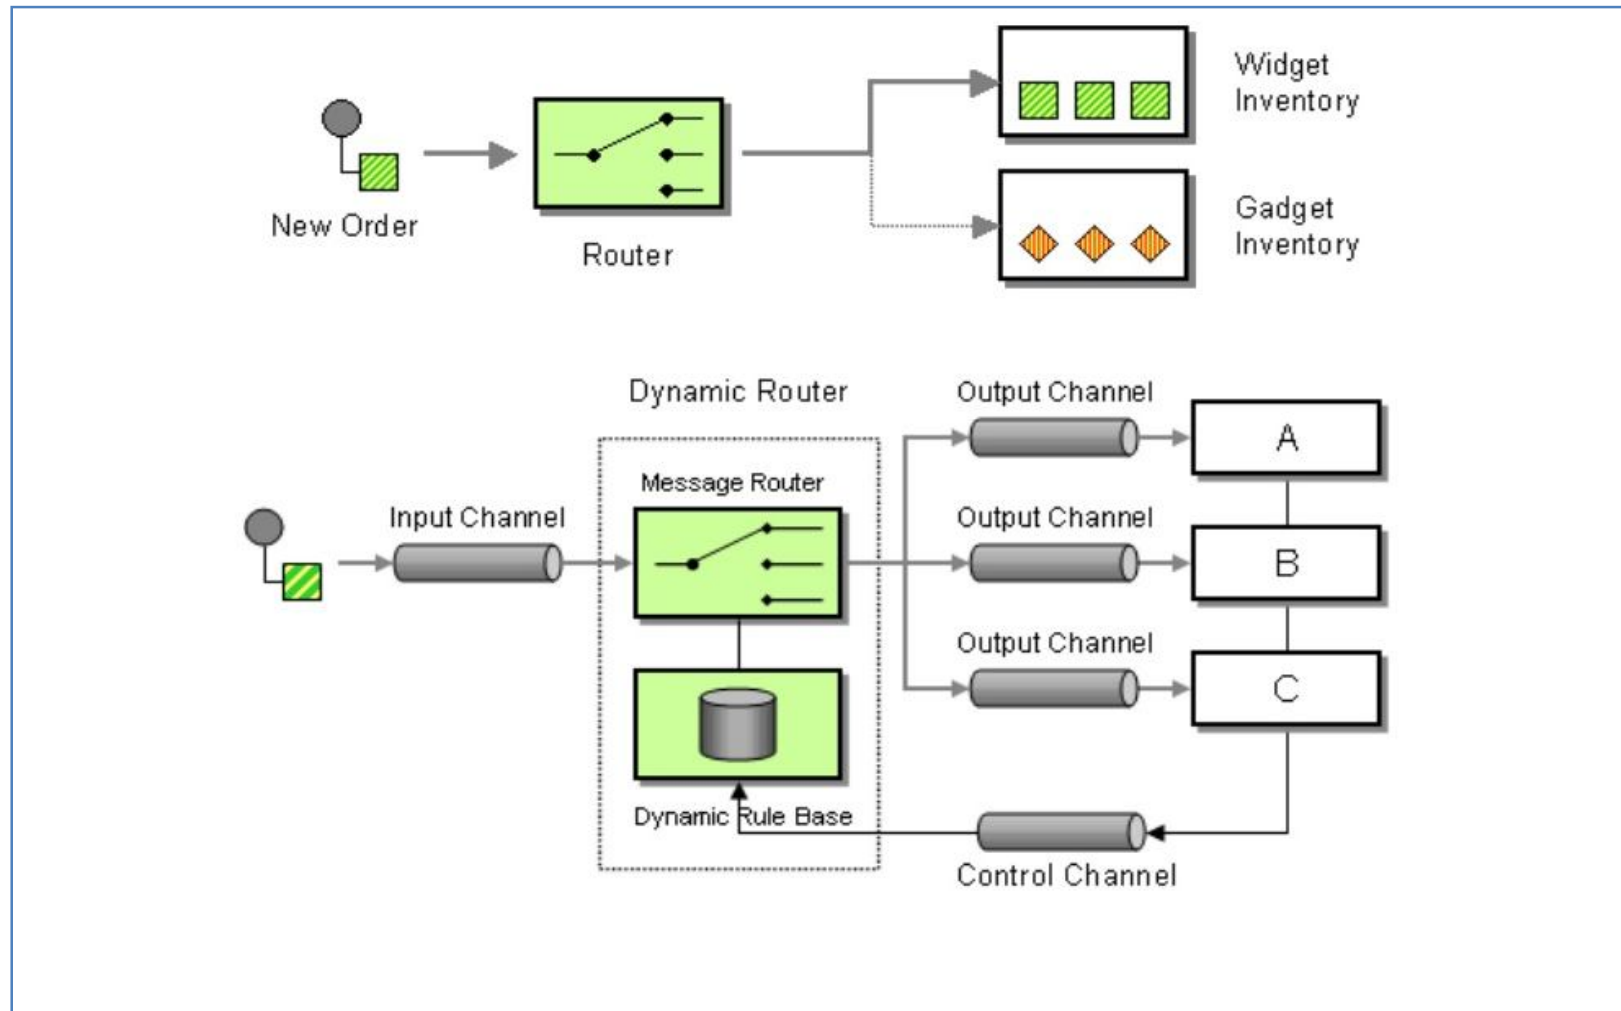 Widget
Inventory
New Order
Router
Gadget
Inventory
Dynamic Router
Output Channel
Message Router
A
Input Channel
Output Channel
B
Output Channel
C
Dynamic Rule Base
Control Channel